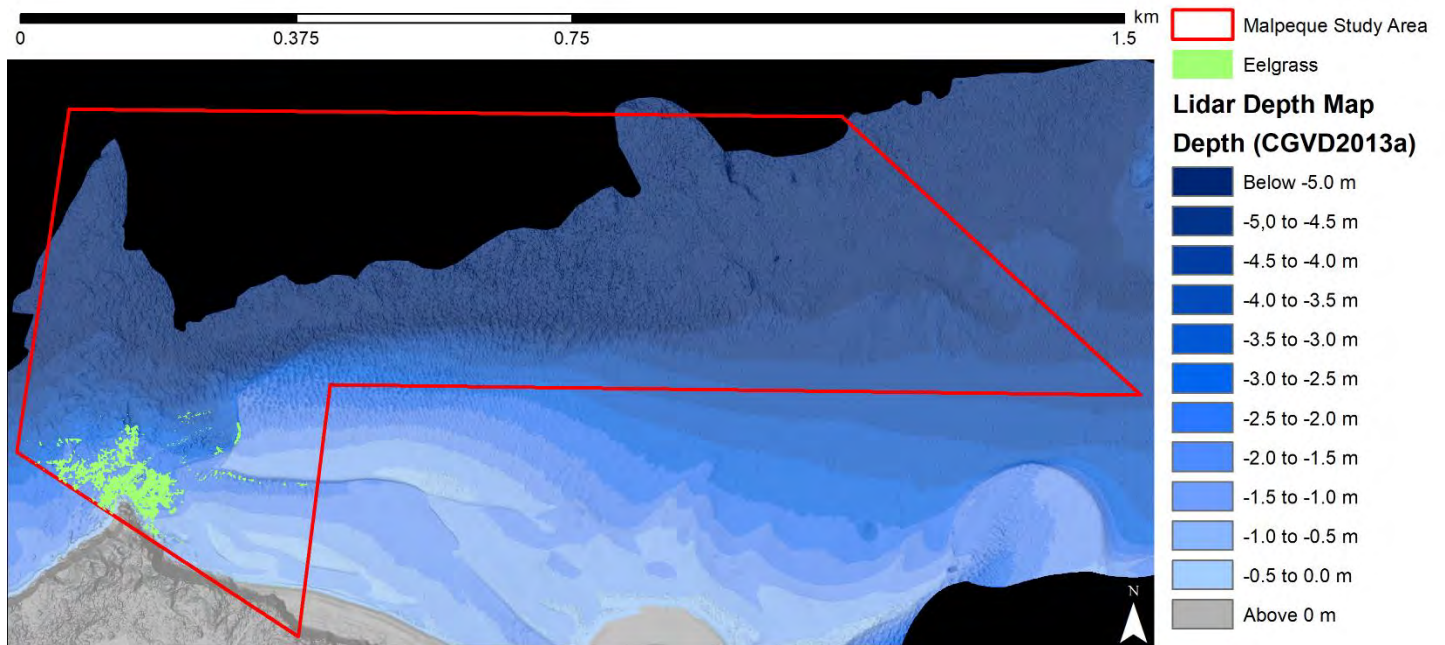 km
0 0.375 0.75 1.5
Malpeque Study Area
Eelgrass
Lidar Depth Map
Depth (CGVD2013a)
Below -5.0 m
-5,0 to -4.5 m
-4.5 to -4.0 m
-4.0 to -3.5 m
-3.5 to -3.0 m
-3.0 to -2.5 m
-2.5 to -2.0 m
-2.0 to -1.5 m
-1.5 to -1.0 m
-1.0 to -0.5 m
-0.5 to 0.0 m
Above 0 m
N